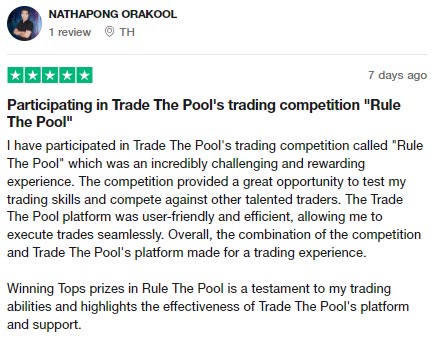 NATHAPONG ORAKOOL
1 review TH
7 days ago
Participating in Trade The Pool's trading competition "Rule
The Pool"
I have participated in Trade The Pool's trading competition called "Rule
The Pool" which was an incredibly challenging and rewarding
experience. The competition provided a great opportunity to test my
trading skills and compete against other talented traders. The Trade
The Pool platform was user-friendly and efficient, allowing me to
execute trades seamlessly. Overall, the combination of the competition
and Trade The Pool's platform made for a trading experience.
Winning Tops prizes in Rule The Pool is a testament to my trading
abilities and highlights the effectiveness of Trade The Pool's platform
and support.